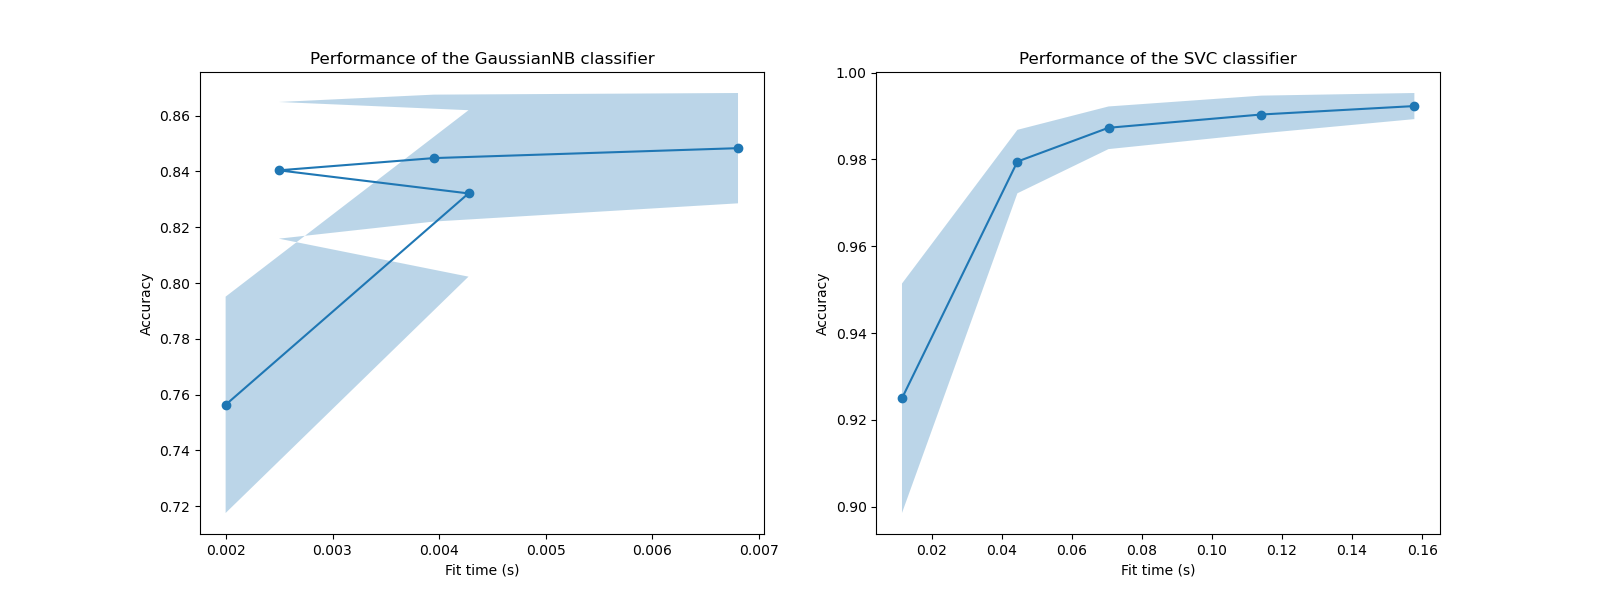 Performance of the GaussianNB classifier
Accuracy
0.86
0.84
0.82
0.80
0.78
0.76
0.74
0.72
0.002 0.003 0.004 0.005 0.006 0.007
Fit time (s)
Performance of the SVC classifier
Accuracy
1.00
0.98
0.96
0.94
0.92
0.90
0.02 0.04 0.06 0.08 0.10 0.12 0.14 0.16
Fit time (s)